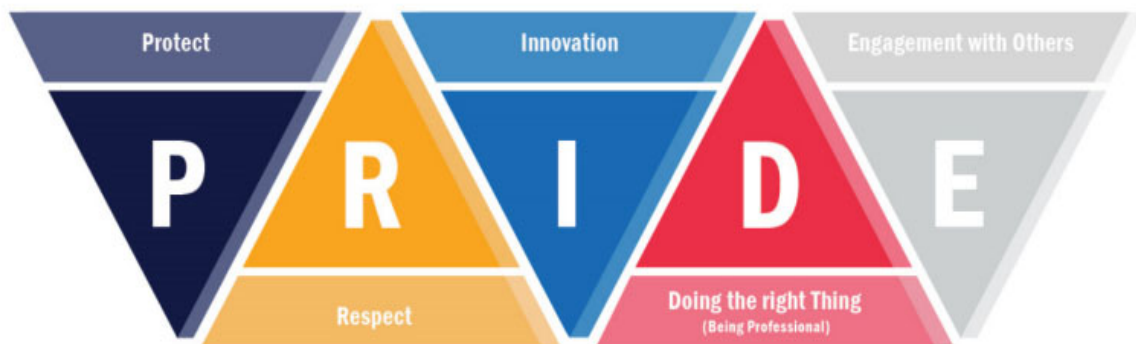 Protect
Innovation
Engagement with Others
P
R
I
D
E
Respect
Doing the right Thing
(Being Professional)